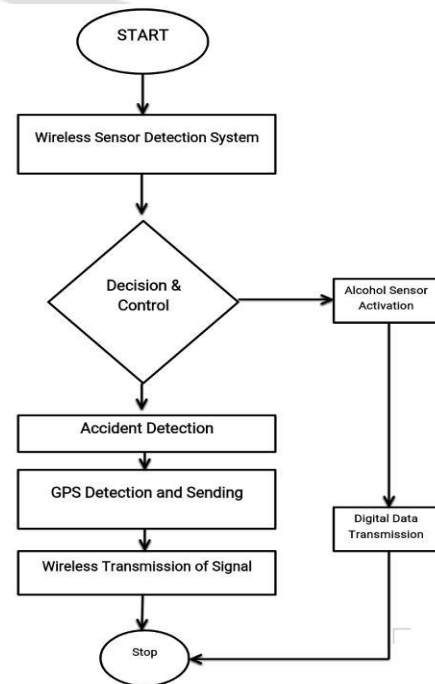 START
Wireless Sensor Detection System
Decision &
Control
Alcohol Sensor
Activation
Accident Detection
GPS Detection and Sending
Digital Data
Transmission
Wireless Transmission of Signal
Stop